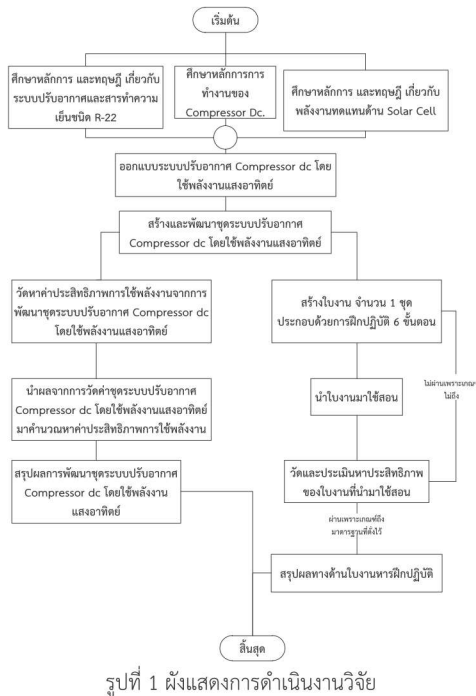 เริ่มต้น
ศึกษาหลักการ และทฤษฎี เกี่ยวกับ
ระบบปรับอากาศและสารทำความ
เย็นชนิด R-22
ศึกษาหลักการการ
ทำงานของ
Compressor Dc.
ศึกษาหลักการ และทฤษฎี เกี่ยวกับ
พลังงานทดแทนด้าน Solar Cell
ออกแบบระบบปรับอากาศ Compressor dc โดย
ใช้พลังงานแสงอาทิตย์
สร้างและพัฒนาชุดระบบปรับอากาศ
Compressor dc โดยใช้พลังงานแสงอาทิตย์
วัดหาค่าประสิทธิภาพการใช้พลังงานจากการ
พัฒนาชุดระบบปรับอากาศ Compressor dc
โดยใช้พลังงานแสงอาทิตย์
นำผลจากการวัดค่าชุดระบบปรับอากาศ
Compressor dc โดยใช้พลังงานแสงอาทิตย์
มาคำนวณหาค่าประสิทธิภาพการใช้พลังงาน
สรุปผลการพัฒนาชุดระบบปรับอากาศ
Compressor dc โดยใช้พลังงาน
แสงอาทิตย์
สร้างใบงาน จำนวน 1 ชุด
ประกอบด้วยการฝึกปฏิบัติ 6 ขั้นตอน
นำใบงานมาใช้สอน
ไม่ผ่านเพราะเกณฑ์
ไม่ถึง
วัดและประเมินหาประสิทธิภาพ
ของใบงานที่นำมาใช้สอน
ผ่านเพราะเกณฑ์ถึง
มาตารฐานที่ตั้งไว้
สรุปผลทางด้านใบงานหารฝึกปฏิบัติ
สิ้นสุด
รูปที่ 1 ผังแสดงการดำเนินงานวิจัย